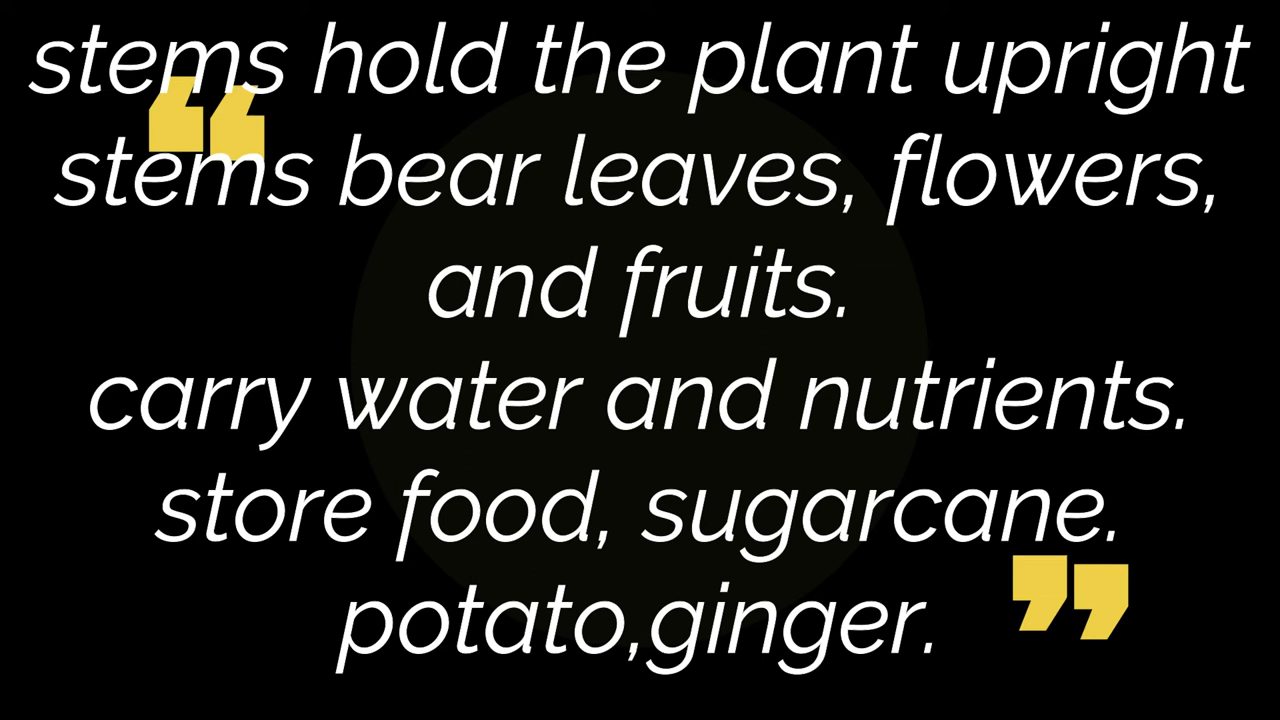 stems hold the plant upright
stems bear leaves, flowers,
and fruits.
carry water and nutrients.
store food, sugarcane.
potato,ginger.